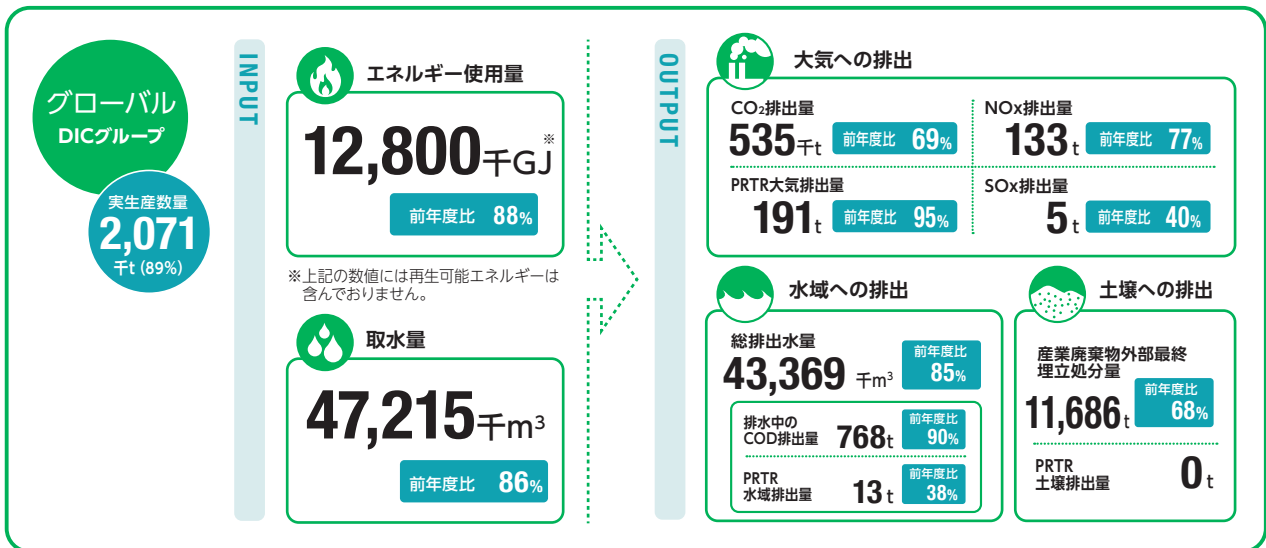 グローバル
DICグループ
実生産数量
2,071
千t (89%)
INPUT
エネルギー使用量
12,800千GJ※
前年度比 88%
※上記の数値には再生可能エネルギーは
含んでおりません。
取水量
47,215千m³
前年度比 86%
OUTPUT
大気への排出
CO₂排出量
535千t 前年度比 69%
NOx排出量
133t 前年度比 77%
PRTR大気排出量
191t 前年度比 95%
SOx排出量
5t 前年度比 40%
水域への排出
総排出水量
43,369 千m³
前年度比
85%
排水中の
COD排出量
768t
前年度比
90%
PRTR
水域排出量
13t
前年度比
38%
土壌への排出
産業廃棄物外部最終
埋立処分量
11,686t
前年度比
68%
PRTR
土壌排出量
0t